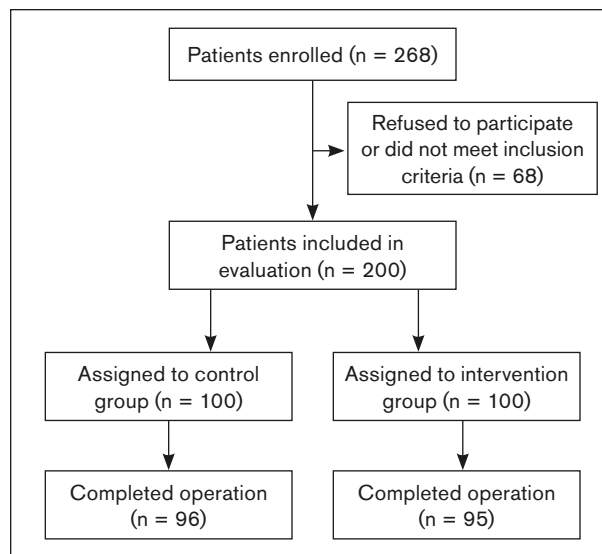 Patients enrolled (n = 268)
Refused to participate
or did not meet inclusion
criteria (n = 68)
Patients included in
evaluation (n = 200)
Assigned to control
group (n = 100)
Assigned to intervention
group (n = 100)
Completed operation
(n = 96)
Completed operation
(n = 95)